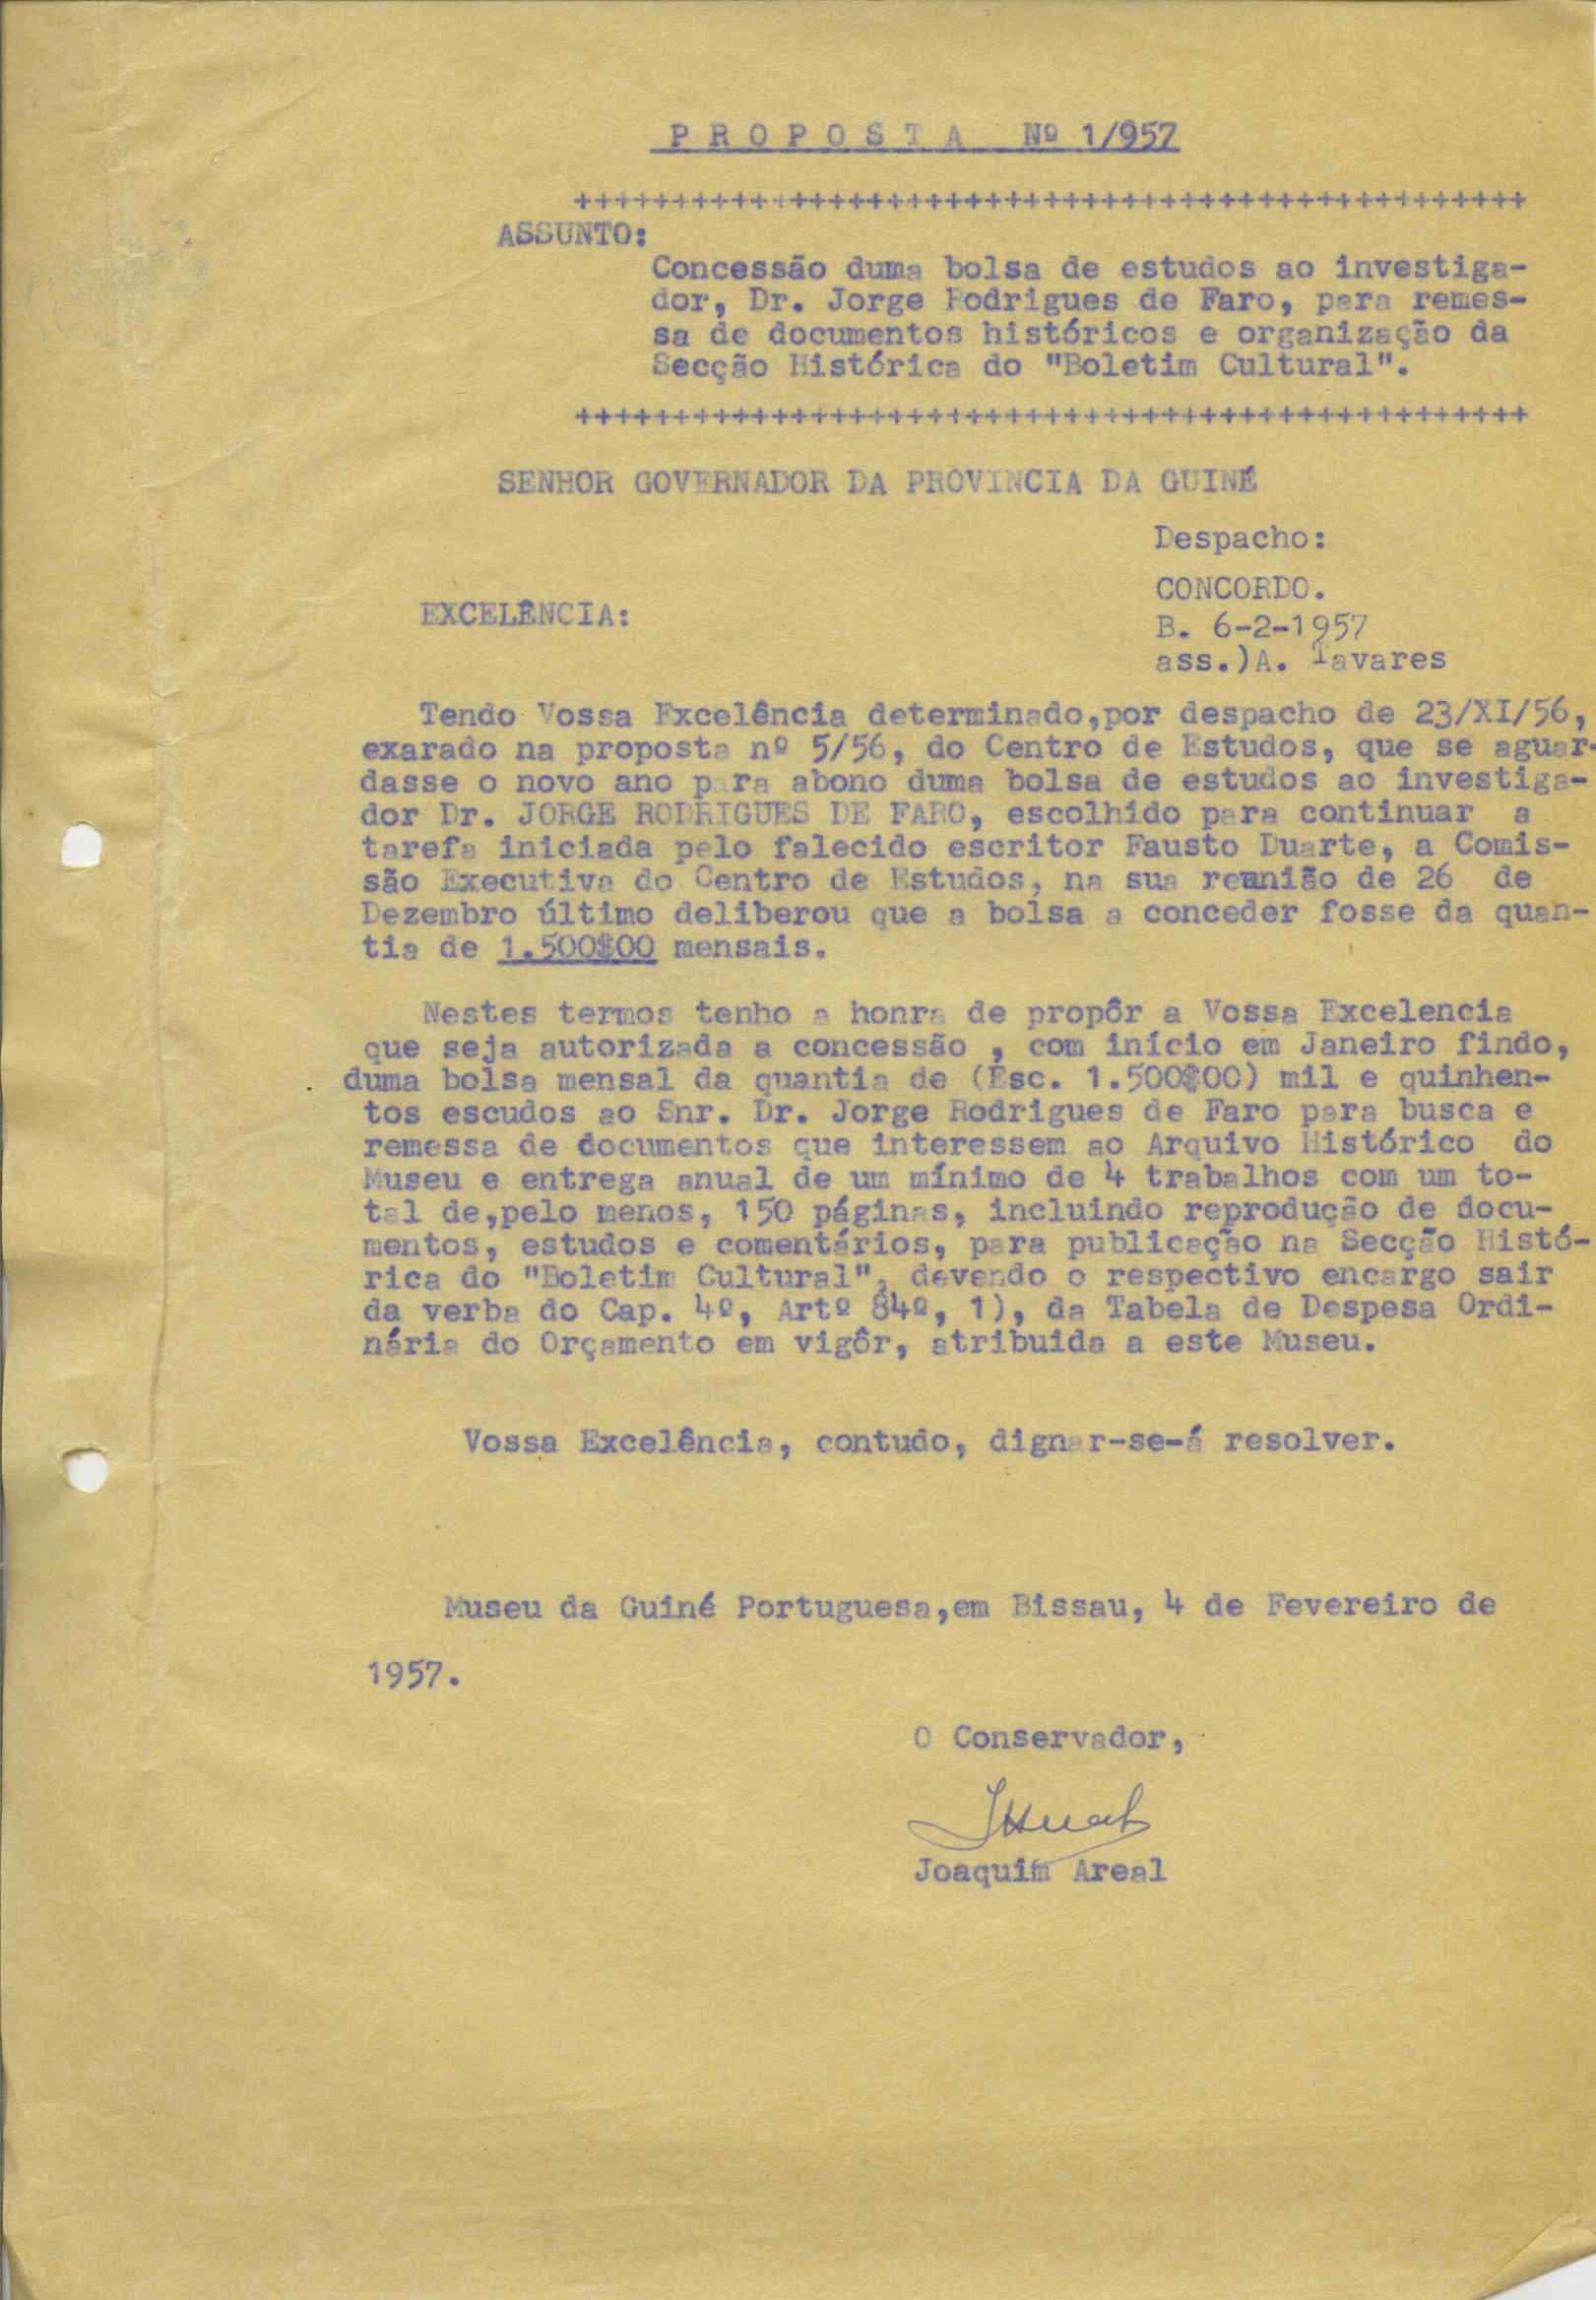 PROPOSTA Nº 1/957
+++++++++++++++++++++++++++++++++++++++++++++++++
ASSUNTO:
Concessão duma bolsa de estudos ao investiga-
dor, Dr. Jorge Rodrigues de Faro, para remes-
sa de documentos históricos e organização da
Secção Histórica do "Boletim Cultural".
+++++++++++++++++++++++++++++++++++++++++++++++++
SENHOR GOVERNADOR DA PROVINCIA DA GUINÉ
Despacho:
CONCORDO.
EXCELÊNCIA:
B. 6-2-1957
ass.)A. Tavares
Tendo Vossa Excelência determinado,por despacho de 23/XI/56,
exarado na proposta nº 5/56, do Centro de Estudos, que se aguar-
dasse o novo ano para abono duma bolsa de estudos ao investiga-
dor Dr. JORGE RODRIGUES DE FARO, escolhido para continuar a
tarefa iniciada pelo falecido escritor Fausto Duarte, a Comis-
são Executiva do Centro de Estudos, na sua reunião de 26 de
Dezembro último deliberou que a bolsa a conceder fosse da quan-
tia de 1.500$00 mensais.
Nestes termos tenho a honra de propôr a Vossa Excelencia
que seja autorizada a concessão , com início em Janeiro findo,
duma bolsa mensal da quantia de (Esc. 1.500$00) mil e quinhen-
tos escudos ao Snr. Dr. Jorge Rodrigues de Faro para busca e
remessa de documentos que interessem ao Arquivo Histórico do
Museu e entrega anual de um mínimo de 4 trabalhos com um to-
tal de,pelo menos, 150 páginas, incluindo reprodução de docu-
mentos, estudos e comentários, para publicação na Secção Histó-
rica do "Boletim Cultural", devendo o respectivo encargo sair
da verba do Cap. 4º, Artº 84º, 1), da Tabela de Despesa Ordi-
nária do Orçamento em vigôr, atribuida a este Museu.
Vossa Excelência, contudo, dignar-se-á resolver.
Museu da Guiné Portuguesa,em Bissau, 4 de Fevereiro de
1957.
O Conservador,
Joaquim Areal